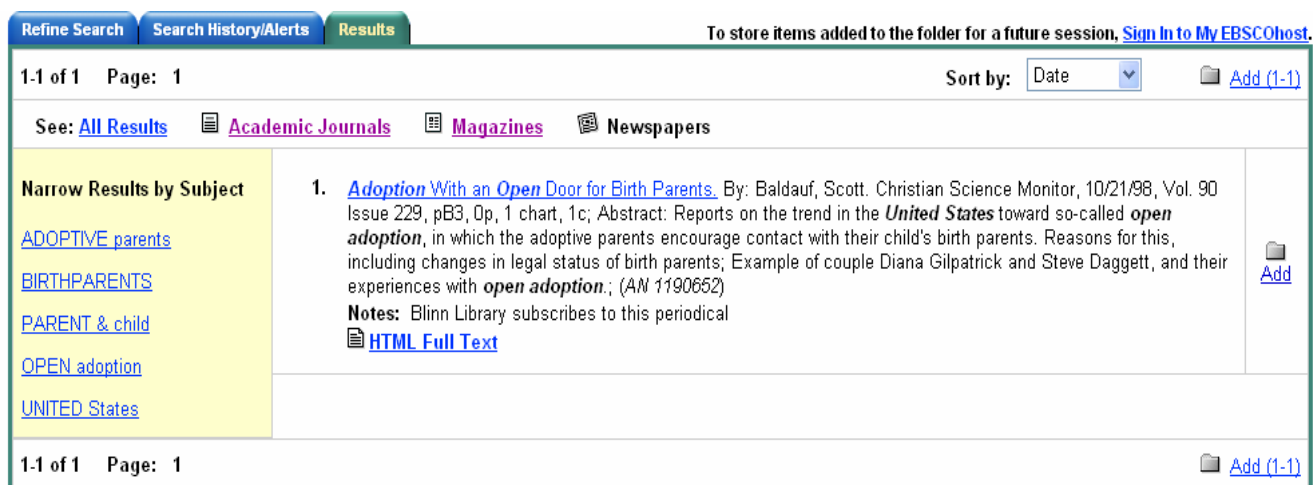 Refine Search Search History/Alerts Results To store items added to the folder for a future session, Sign In to My EBSCOhost.
1-1 of 1 Page: 1 Sort by: Date Add (1-1)
See: All Results Academic Journals Magazines Newspapers
Narrow Results by Subject
ADOPTIVE parents
BIRTHPARENTS
PARENT & child
OPEN adoption
UNITED States
1. Adoption With an Open Door for Birth Parents. By: Baldauf, Scott. Christian Science Monitor, 10/21/98, Vol. 90
Issue 229, pB3, 0p, 1 chart, 1c; Abstract: Reports on the trend in the United States toward so-called open
adoption, in which the adoptive parents encourage contact with their child's birth parents. Reasons for this,
including changes in legal status of birth parents; Example of couple Diana Gilpatrick and Steve Daggett, and their
experiences with open adoption.; (AN 1190652)
Notes: Blinn Library subscribes to this periodical
HTML Full Text
Add
1-1 of 1 Page: 1 Add (1-1)